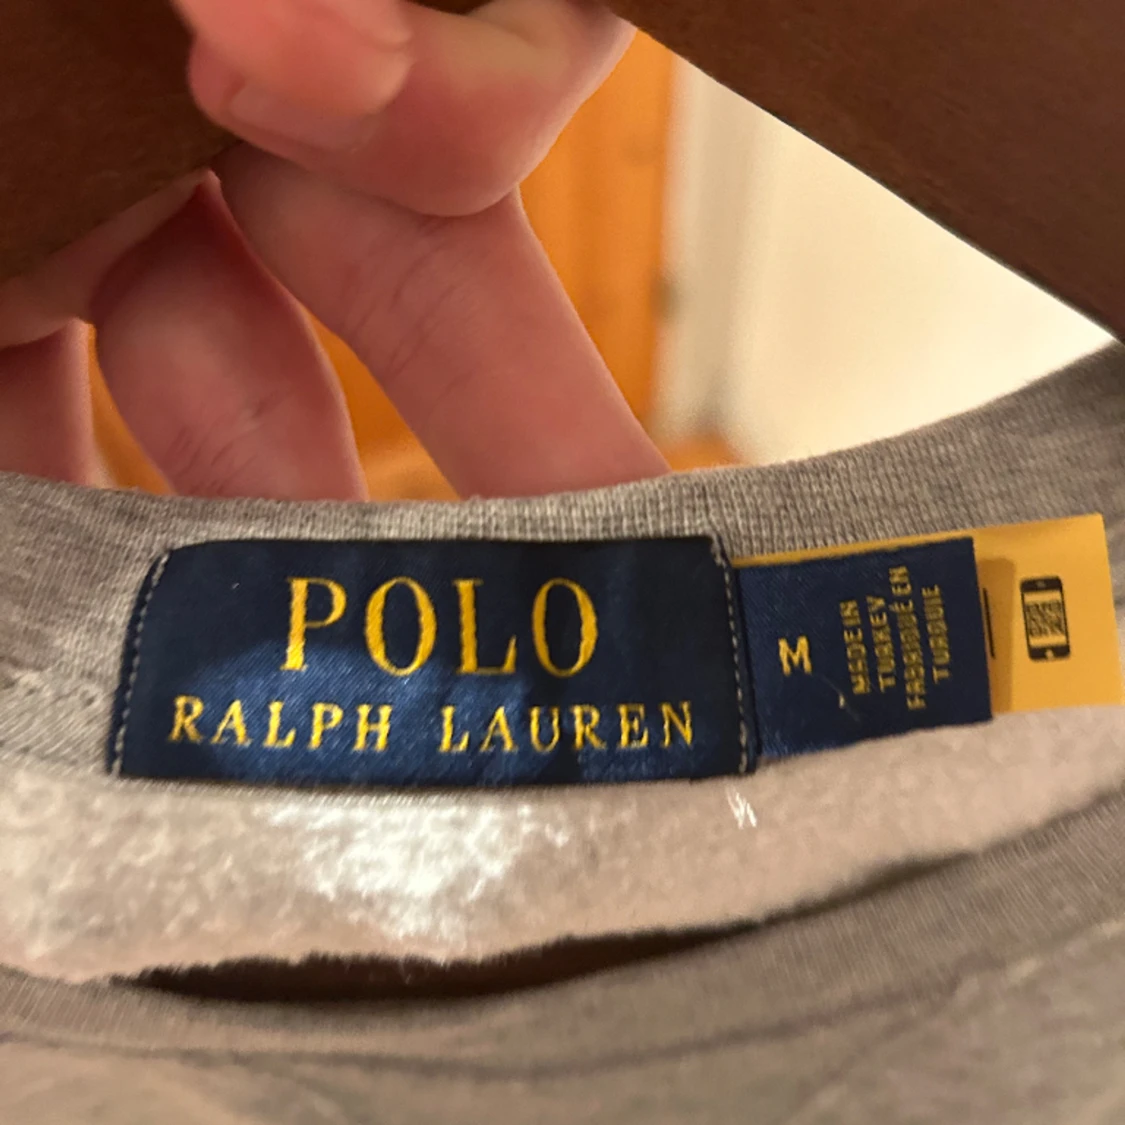 POLO
RALPH LAUREN
M
MADE IN
TURKEY
FABRIQUÉ EN
TURQUIE